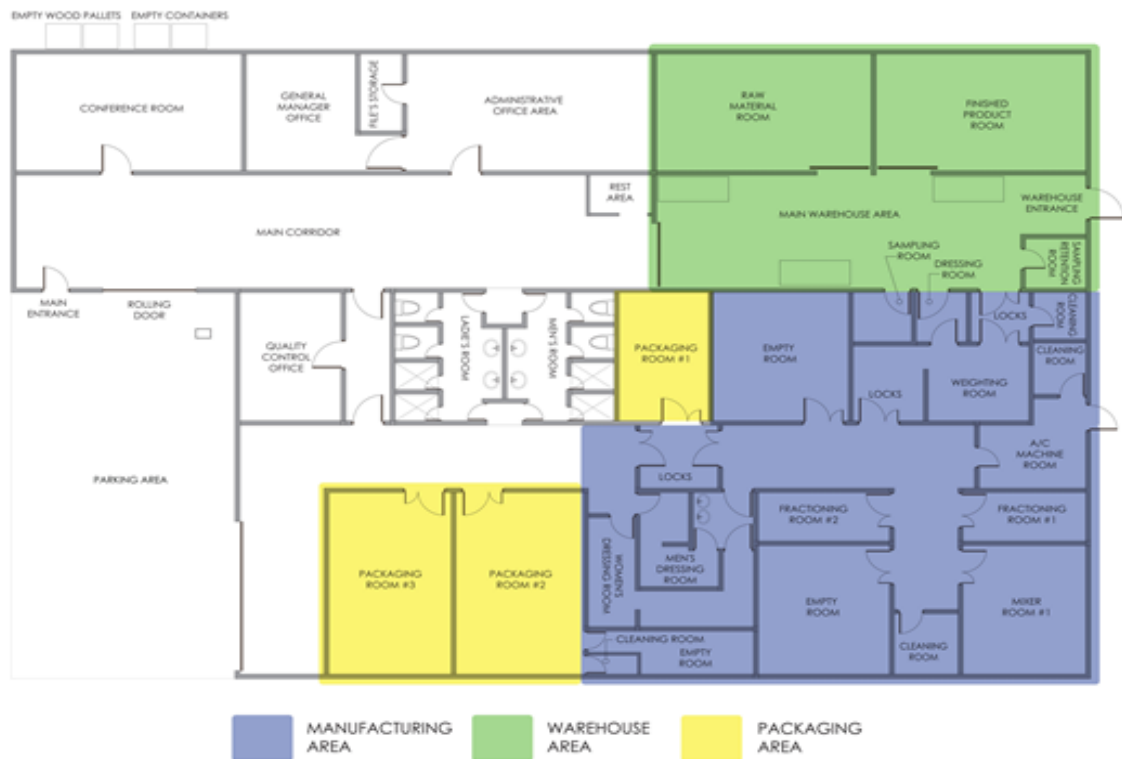 EMPTY WOOD PALLETS
EMPTY CONTAINERS
CONFERENCE ROOM
GENERAL
MANAGER
OFFICE
FILE'S STORAGE
ADMINISTRATIVE
OFFICE AREA
RAW
MATERIAL
ROOM
FINISHED
PRODUCT
ROOM
REST
AREA
MAIN CORRIDOR
MAIN WAREHOUSE AREA
WAREHOUSE
ENTRANCE
SAMPLING
ROOM
DRESSING
ROOM
SAMPLING
RETENTION
ROOM
MAIN
ENTRANCE
ROLLING
DOOR
QUALITY
CONTROL
OFFICE
LADIE'S ROOM
MEN'S ROOM
PACKAGING
ROOM #1
EMPTY
ROOM
LOCKS
CLEANING
ROOM
CLEANING
ROOM
LOCKS
WEIGHTING
ROOM
A/C
MACHINE
ROOM
PARKING AREA
LOCKS
FRACTIONING
ROOM #2
FRACTIONING
ROOM #1
PACKAGING
ROOM #3
PACKAGING
ROOM #2
WOMEN'S
DRESSING ROOM
MEN'S
DRESSING
ROOM
EMPTY
ROOM
MIXER
ROOM #1
CLEANING ROOM
EMPTY
ROOM
CLEANING
ROOM
MANUFACTURING
AREA
WAREHOUSE
AREA
PACKAGING
AREA